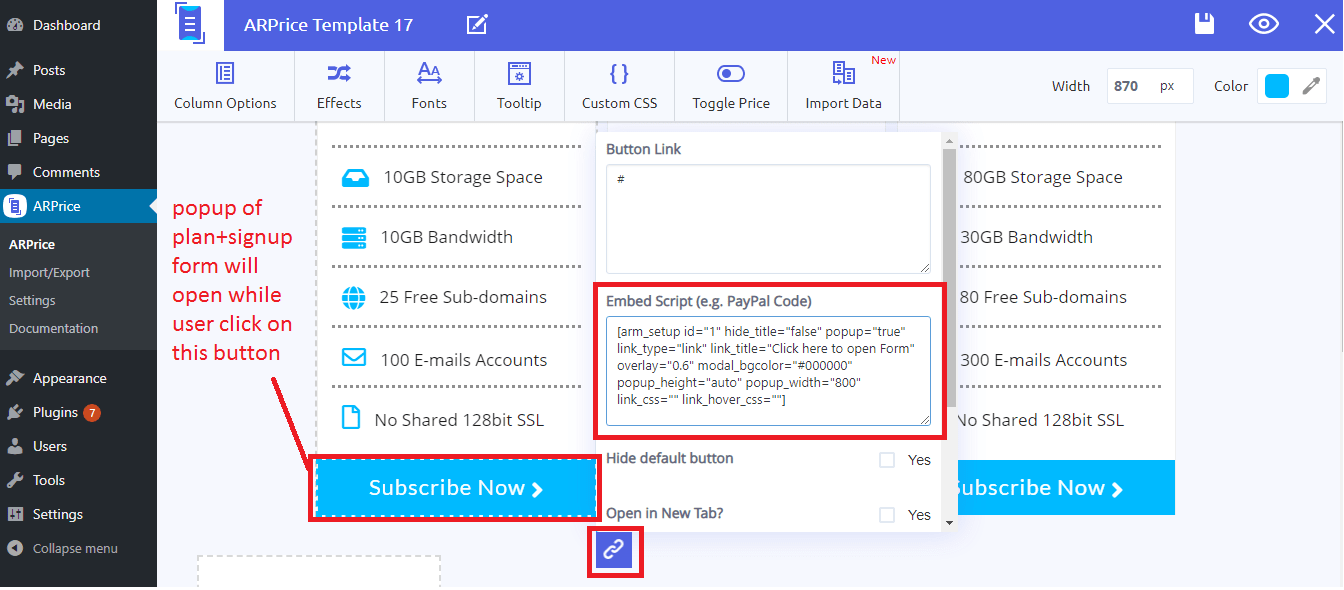 Dashboard
Posts
Media
Pages
Comments
ARPrice
ARPrice
Import/Export
Settings
Documentation
Appearance
Plugins 7
Users
Tools
Settings
Collapse menu
ARPrice Template 17
Column Options
Effects
Fonts
Tooltip
Custom CSS
Toggle Price
Import Data
New
Width 870 px
Color
popup of
plan+signup
form will
open while
user click on
this button
10GB Storage Space
10GB Bandwidth
25 Free Sub-domains
100 E-mails Accounts
No Shared 128bit SSL
Subscribe Now
Button Link
#
Embed Script (e.g. PayPal Code)
[arm_setup id="1" hide_title="false" popup="true"
link_type="link" link_title="Click here to open Form"
overlay="0.6" modal_bgcolor="#000000"
popup_height="auto" popup_width="800"
link_css="" link_hover_css=""]
Hide default button Yes
Open in New Tab? Yes
80GB Storage Space
30GB Bandwidth
80 Free Sub-domains
300 E-mails Accounts
No Shared 128bit SSL
Subscribe Now